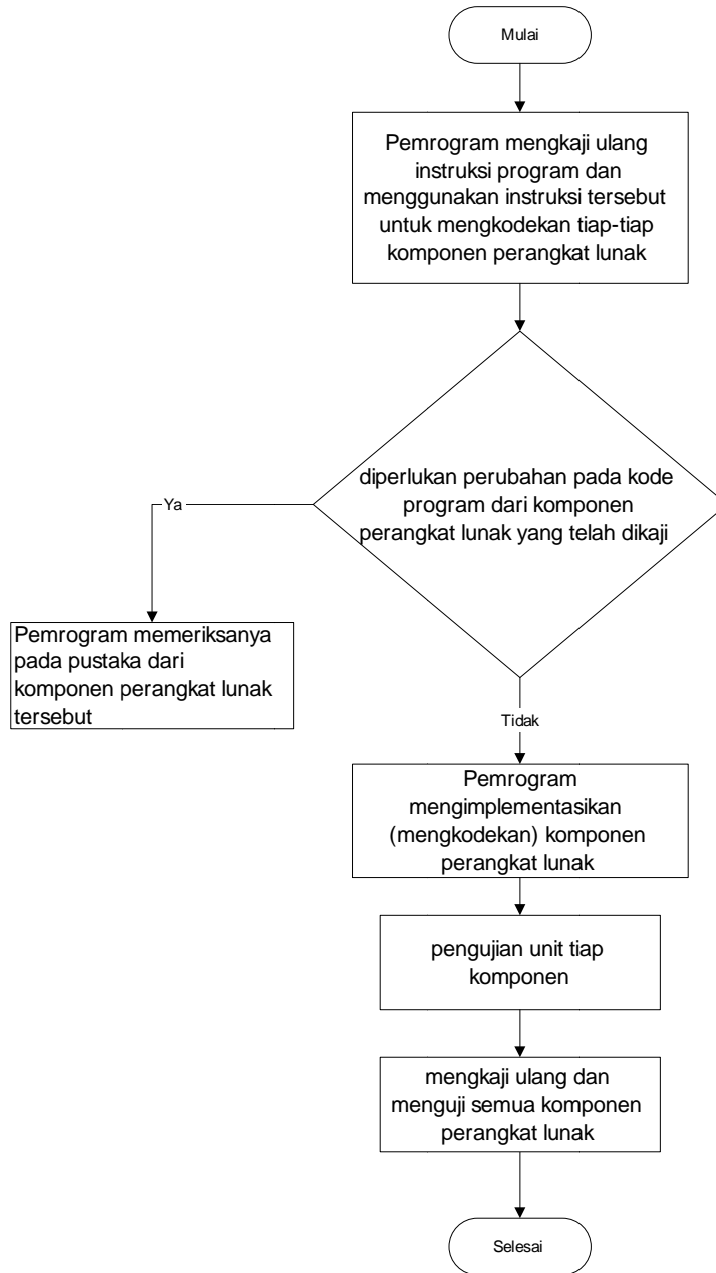 Mulai
Pemrogram mengkaji ulang
instruksi program dan
menggunakan instruksi tersebut
untuk mengkodekan tiap-tiap
komponen perangkat lunak
diperlukan perubahan pada kode
program dari komponen
perangkat lunak yang telah dikaji
Ya
Pemrogram memeriksanya
pada pustaka dari
komponen perangkat lunak
tersebut
Tidak
Pemrogram
mengimplementasikan
(mengkodekan) komponen
perangkat lunak
pengujian unit tiap
komponen
mengkaji ulang dan
menguji semua komponen
perangkat lunak
Selesai